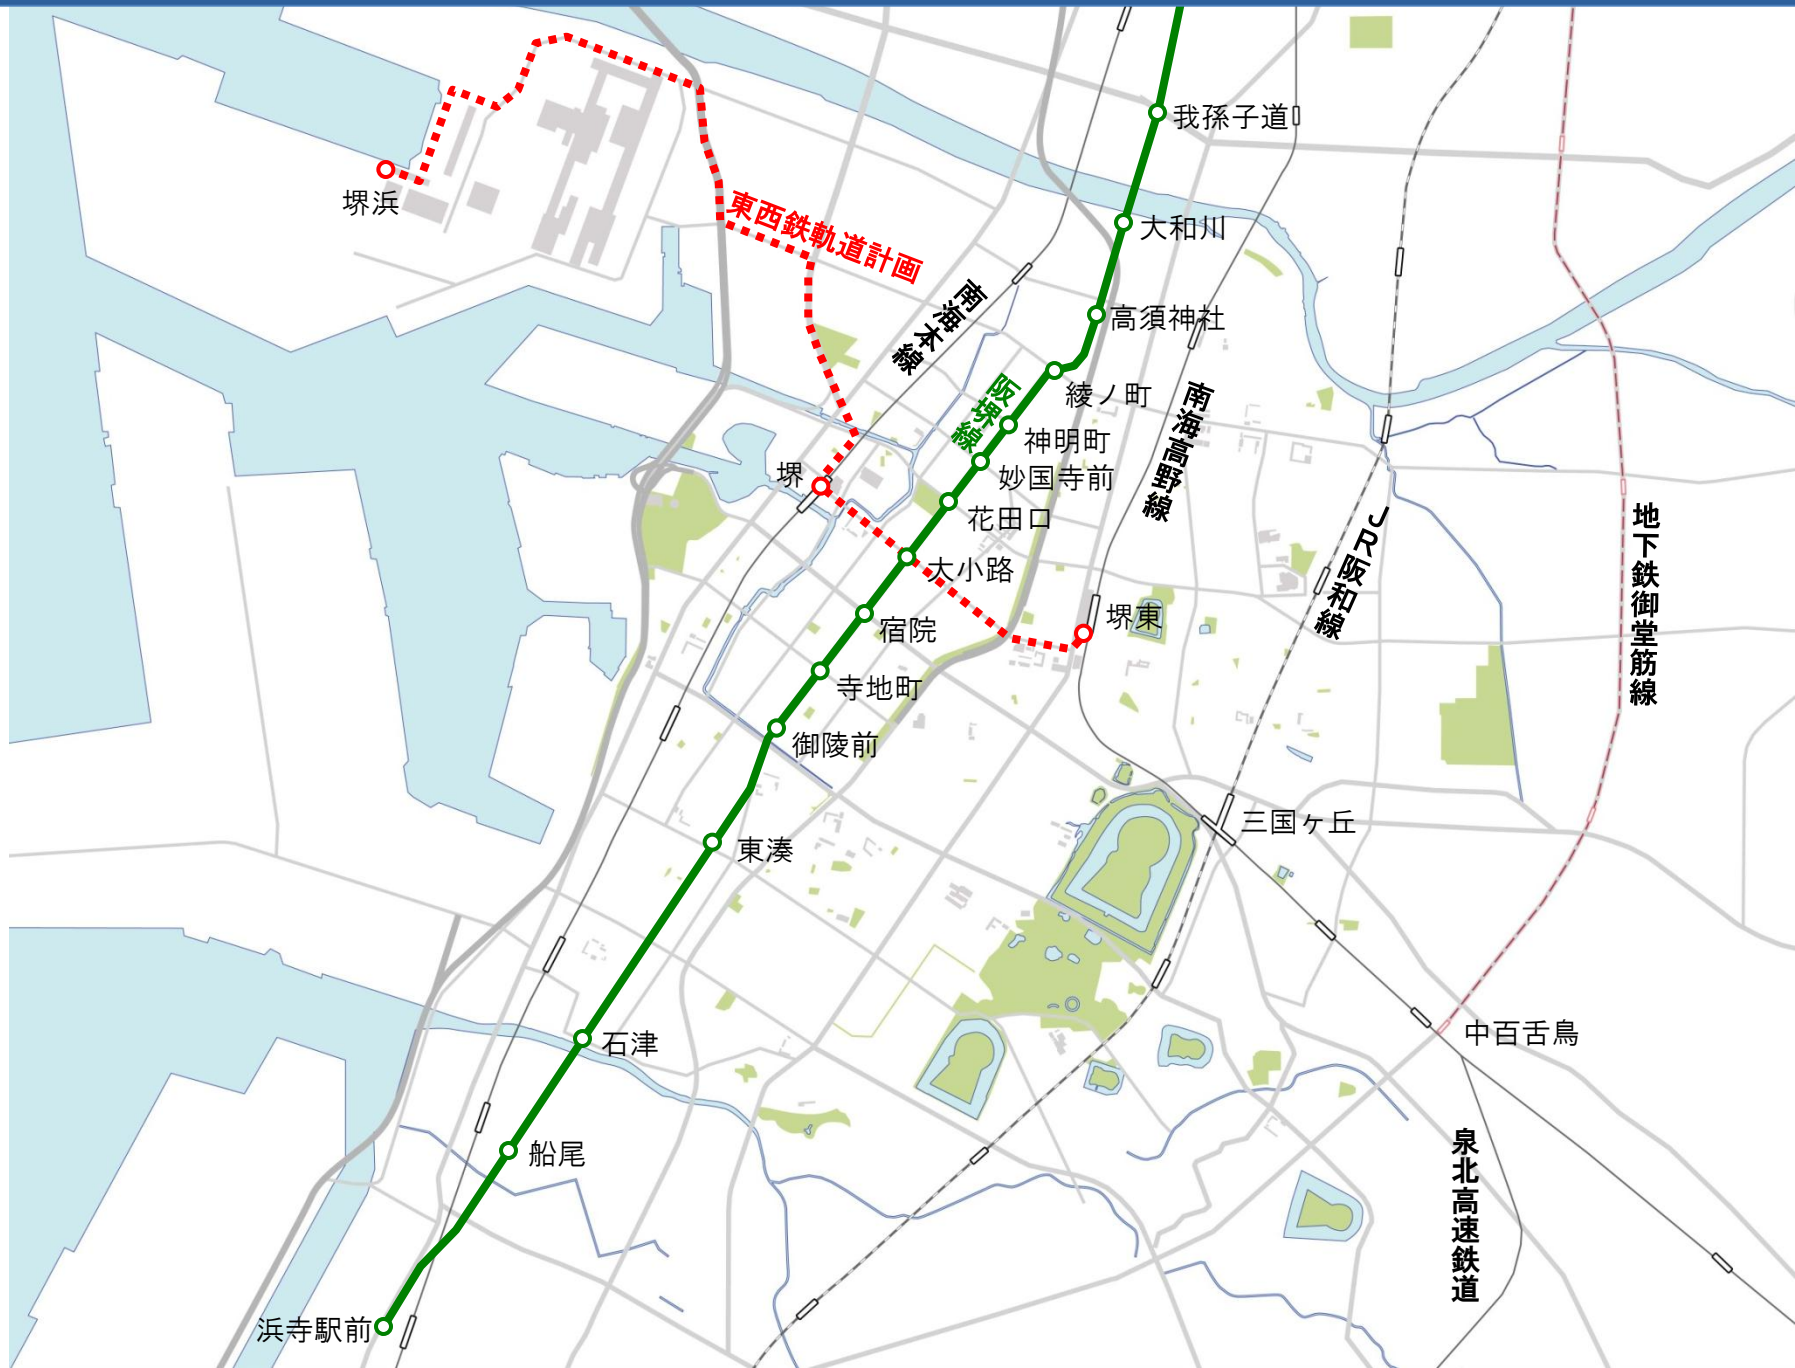 我孫子道
堺浜
東西鉄軌道計画
大和川
南海本線
高須神社
阪堺線
綾ノ町
南海高野線
神明町
堺
妙国寺前
花田口
JR阪和線
地下鉄御堂筋線
大小路
堺東
宿院
寺地町
御陵前
三国ヶ丘
東湊
中百舌鳥
石津
船尾
泉北高速鉄道
浜寺駅前